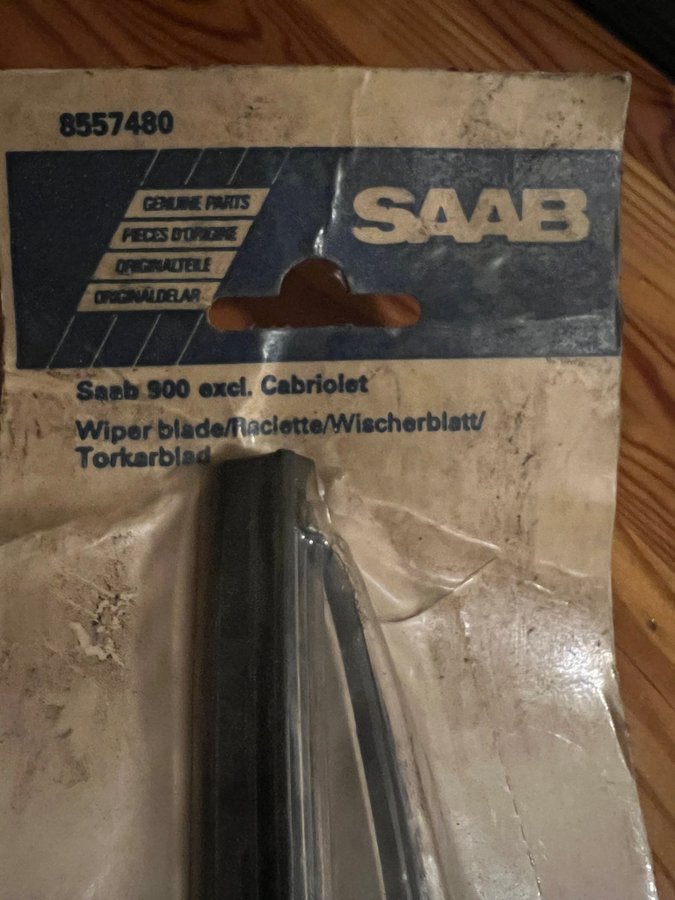 8557480
GENUINE PARTS
PIECES D'ORIGINE
ORIGINALTEILE
ORIGINALDELAR
SAAB
Saab 900 excl. Cabriolet
Wiper blade/Raclette/Wischerblatt/
Torkarblad